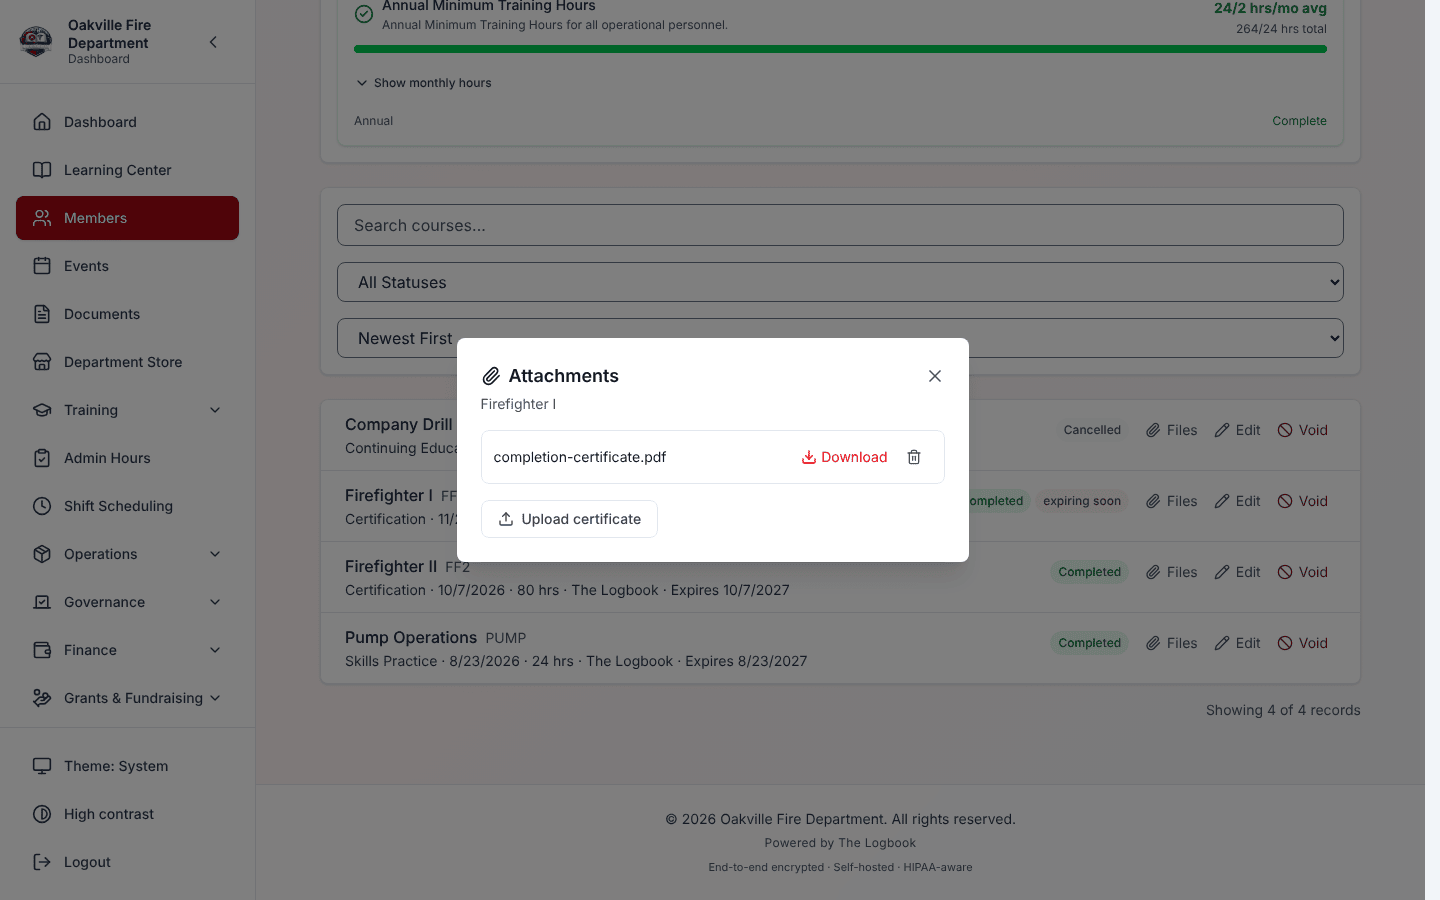 Oakville Fire
Department
Dashboard
Dashboard
Learning Center
Members
Events
Documents
Department Store
Training
Admin Hours
Shift Scheduling
Operations
Governance
Finance
Grants & Fundraising
Theme: System
High contrast
Logout
Annual Minimum Training Hours
24/2 hrs/mo avg
Annual Minimum Training Hours for all operational personnel.
264/24 hrs total
Show monthly hours
Annual
Complete
Search courses...
All Statuses
Newest First
Attachments
Firefighter I
completion-certificate.pdf
Download
Upload certificate
Company Drill
Cancelled
Files
Edit
Void
Firefighter I
expiring soon
Files
Edit
Void
Certification · 11/
Firefighter II FF2
Completed
Files
Edit
Void
Certification · 10/7/2026 · 80 hrs · The Logbook · Expires 10/7/2027
Pump Operations PUMP
Completed
Files
Edit
Void
Skills Practice · 8/23/2026 · 24 hrs · The Logbook · Expires 8/23/2027
Showing 4 of 4 records
© 2026 Oakville Fire Department. All rights reserved.
Powered by The Logbook
End-to-end encrypted · Self-hosted · HIPAA-aware